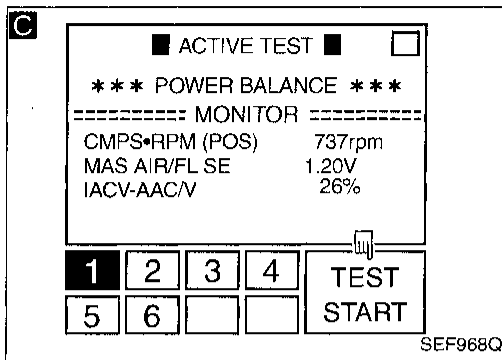 C
■ ACTIVE TEST ■
*** POWER BALANCE ***
========= MONITOR =========
CMPS•RPM (POS) 737rpm
MAS AIR/FL SE 1.20V
IACV-AAC/V 26%
1 2 3 4
5 6
TEST
START
SEF968Q